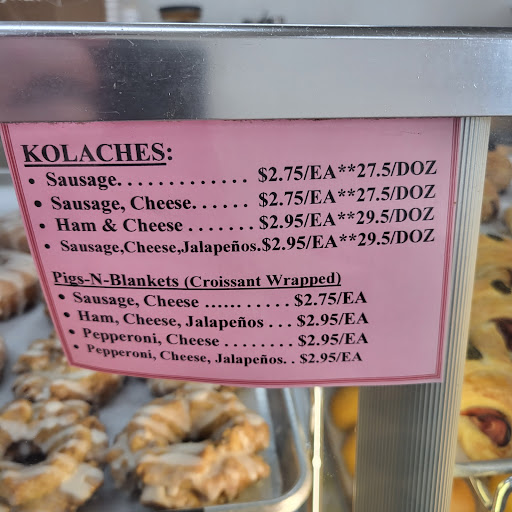 KOLACHES:
• Sausage. . . . . . . . . . . . . $2.75/EA**27.5/DOZ
• Sausage, Cheese. . . . . . $2.75/EA**27.5/DOZ
• Ham & Cheese . . . . . . . $2.95/EA**29.5/DOZ
• Sausage,Cheese,Jalapeños.$2.95/EA**29.5/DOZ
Pigs-N-Blankets (Croissant Wrapped)
• Sausage, Cheese ...... . . . . . $2.75/EA
• Ham, Cheese, Jalapeños . . . $2.95/EA
• Pepperoni, Cheese . . . . . . . . $2.95/EA
• Pepperoni, Cheese, Jalapeños. . $2.95/EA